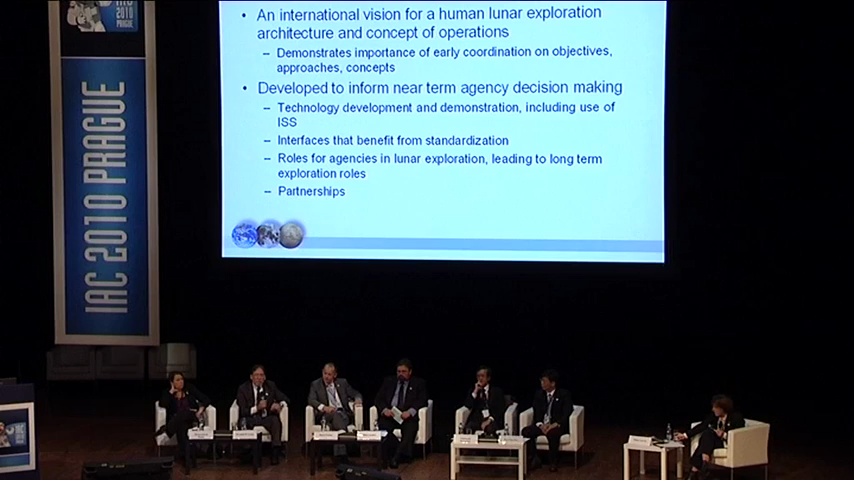 • An international vision for a human lunar exploration
architecture and concept of operations
– Demonstrates importance of early coordination on objectives,
approaches, concepts
• Developed to inform near term agency decision making
– Technology development and demonstration, including use of
ISS
– Interfaces that benefit from standardization
– Roles for agencies in lunar exploration, leading to long term
exploration roles
– Partnerships
IAC 2010 PRAGUE
2010
PRAGUE
IAC